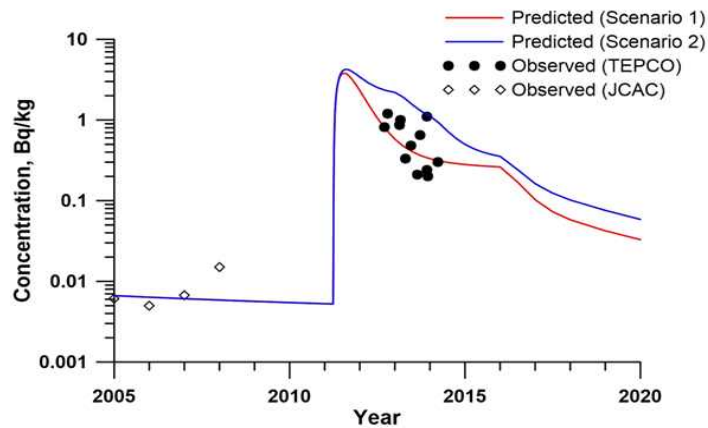 Predicted (Scenario 1)
Predicted (Scenario 2)
Observed (TEPCO)
Observed (JCAC)
Concentration, Bq/kg
10
1
0.1
0.01
0.001
2005 2010 2015 2020
Year